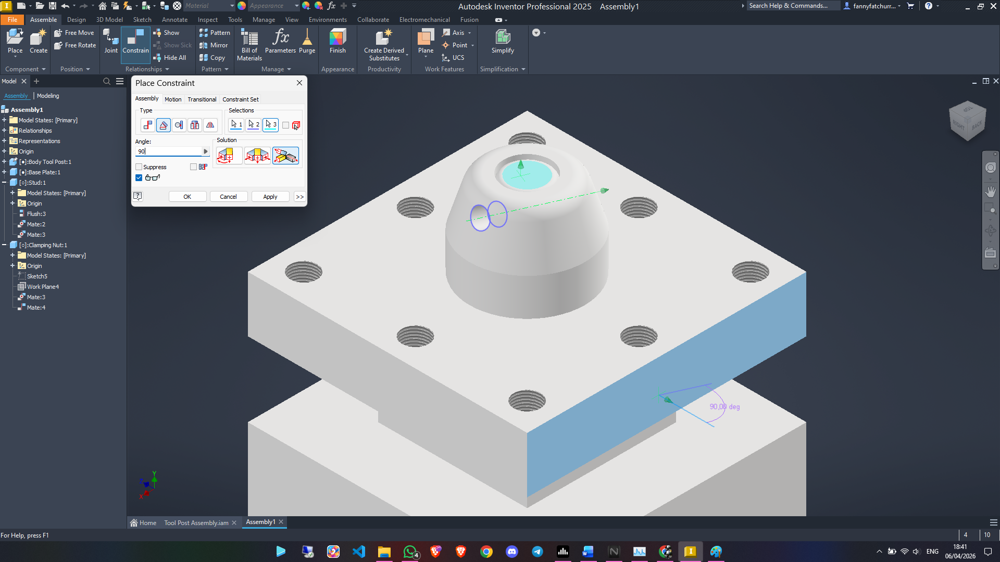 Material
Appearance
fx
Autodesk Inventor Professional 2025 Assembly1
Search Help & Commands...
fannyfatchurr...
File
Assemble
Design
3D Model
Sketch
Annotate
Inspect
Tools
Manage
View
Environments
Collaborate
Electromechanical
Fusion
Place
Create
Free Move
Free Rotate
Joint
Constrain
Show
Show Sick
Hide All
Pattern
Mirror
Copy
Bill of
Materials
fx
Parameters
Purge
Finish
Create Derived
Substitutes
Plane
Axis
Point
UCS
Simplify
Component
Position
Relationships
Pattern
Manage
Appearance
Productivity
Work Features
Simplification
Model
Assembly | Modeling
Assembly1
Model States: [Primary]
Relationships
Representations
Origin
[●]:Body Tool Post:1
[●]:Base Plate:1
[○]:Stud:1
Model States: [Primary]
Origin
Flush:3
Mate:2
Mate:3
[○]:Clamping Nut:1
Model States: [Primary]
Origin
Sketch5
Work Plane4
Mate:3
Mate:4
Place Constraint
Assembly
Motion
Transitional
Constraint Set
Type
Selections
1
2
3
Angle:
90
Solution
Suppress
OK
Cancel
Apply
>>
TOP
RIGHT
BACK
90,00 deg
Y
Z
X
Home
Tool Post Assembly.iam
Assembly1
For Help, press F1
4
10
4
ENG
18:41
06/04/2026